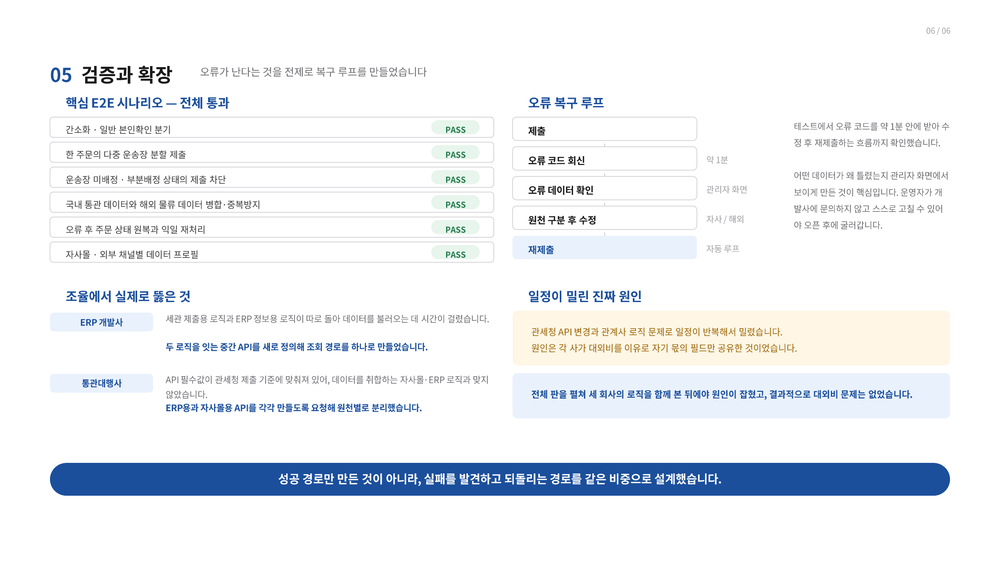 06 / 06
05 검증과 확장
오류가 난다는 것을 전제로 복구 루프를 만들었습니다
핵심 E2E 시나리오 — 전체 통과
간소화 · 일반 본인확인 분기 PASS
한 주문의 다중 운송장 분할 제출 PASS
운송장 미배정 · 부분배정 상태의 제출 차단 PASS
국내 통관 데이터와 해외 물류 데이터 병합·중복방지 PASS
오류 후 주문 상태 원복과 익일 재처리 PASS
자사몰 · 외부 채널별 데이터 프로필 PASS
오류 복구 루프
제출
오류 코드 회신 약 1분
오류 데이터 확인 관리자 화면
원천 구분 후 수정 자사 / 해외
재제출 자동 루프
테스트에서 오류 코드를 약 1분 안에 받아 수
정 후 재제출하는 흐름까지 확인했습니다.
어떤 데이터가 왜 틀렸는지 관리자 화면에서
보이게 만든 것이 핵심입니다. 운영자가 개
발사에 문의하지 않고 스스로 고칠 수 있어
야 오픈 후에 굴러갑니다.
조율에서 실제로 뚫은 것
ERP 개발사
세관 제출용 로직과 ERP 정보용 로직이 따로 돌아 데이터를 불러오는 데 시간이 걸렸습니다.
두 로직을 잇는 중간 API를 새로 정의해 조회 경로를 하나로 만들었습니다.
통관대행사
API 필수값이 관세청 제출 기준에 맞춰져 있어, 데이터를 취합하는 자사몰·ERP 로직과 맞지
않았습니다.
ERP용과 자사몰용 API를 각각 만들도록 요청해 원천별로 분리했습니다.
일정이 밀린 진짜 원인
관세청 API 변경과 관계사 로직 문제로 일정이 반복해서 밀렸습니다.
원인은 각 사가 대외비를 이유로 자기 몫의 필드만 공유한 것이었습니다.
전체 판을 펼쳐 세 회사의 로직을 함께 본 뒤에야 원인이 잡혔고, 결과적으로 대외비 문제는 없었습니다.
성공 경로만 만든 것이 아니라, 실패를 발견하고 되돌리는 경로를 같은 비중으로 설계했습니다.